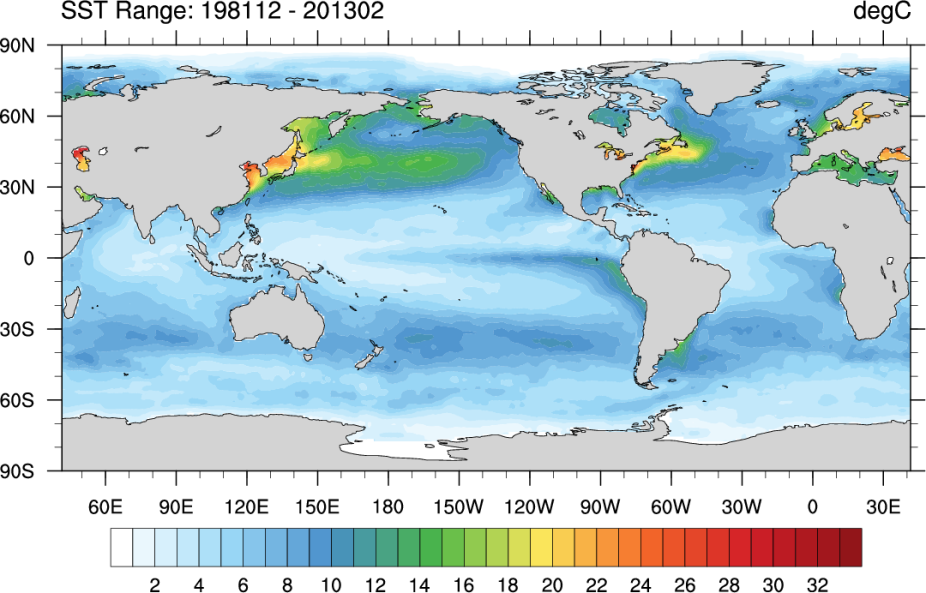 SST Range: 198112 - 201302 degC
90N
60N
30N
0
30S
60S
90S
60E 90E 120E 150E 180 150W 120W 90W 60W 30W 0 30E
2 4 6 8 10 12 14 16 18 20 22 24 26 28 30 32